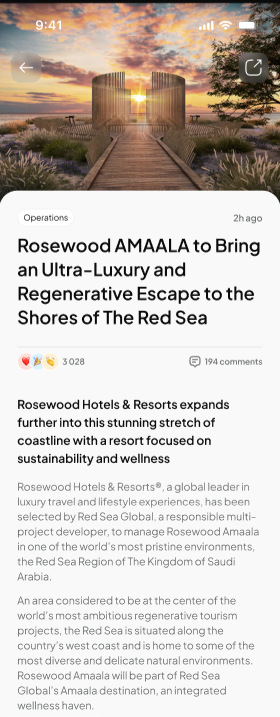 9:41
Operations
2h ago
Rosewood AMAALA to Bring
an Ultra-Luxury and
Regenerative Escape to the
Shores of The Red Sea
3 028
194 comments
Rosewood Hotels & Resorts expands
further into this stunning stretch of
coastline with a resort focused on
sustainability and wellness
Rosewood Hotels & Resorts®, a global leader in
luxury travel and lifestyle experiences, has been
selected by Red Sea Global, a responsible multi-
project developer, to manage Rosewood Amaala
in one of the world's most pristine environments,
the Red Sea Region of The Kingdom of Saudi
Arabia.
An area considered to be at the center of the
world's most ambitious regenerative tourism
projects, the Red Sea is situated along the
country's west coast and is home to some of the
most diverse and delicate natural environments.
Rosewood Amaala will be part of Red Sea
Global's Amaala destination, an integrated
wellness haven.